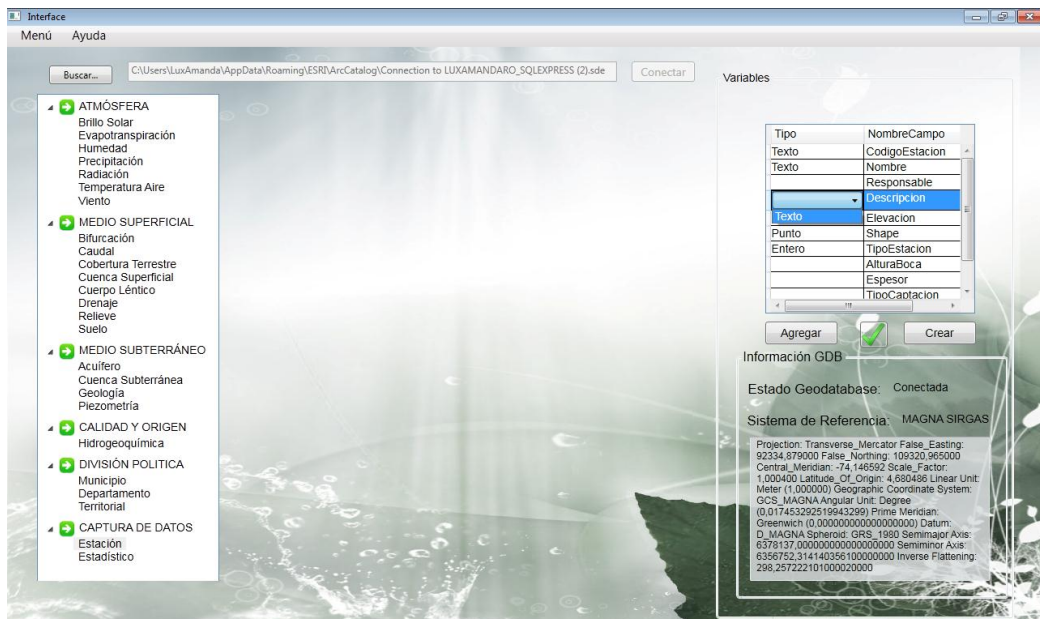 Interface
Menú Ayuda
Buscar...
C:\Users\LuxAmanda\AppData\Roaming\ESRI\ArcCatalog\Connection to LUXAMANDARO_SQLEXPRESS (2).sde
Conectar
ATMÓSFERA
Brillo Solar
Evapotranspiración
Humedad
Precipitación
Radiación
Temperatura Aire
Viento
MEDIO SUPERFICIAL
Bifurcación
Caudal
Cobertura Terrestre
Cuenca Superficial
Cuerpo Léntico
Drenaje
Relieve
Suelo
MEDIO SUBTERRÁNEO
Acuífero
Cuenca Subterránea
Geología
Piezometría
CALIDAD Y ORIGEN
Hidrogeoquímica
DIVISIÓN POLITICA
Municipio
Departamento
Territorial
CAPTURA DE DATOS
Estación
Estadístico
Variables
Tipo NombreCampo
Texto CodigoEstacion
Texto Nombre
Responsable
Descripcion
Texto Elevacion
Punto Shape
Entero TipoEstacion
AlturaBoca
Espesor
TipoCaptacion
Agregar Crear
Información GDB
Estado Geodatabase: Conectada
Sistema de Referencia: MAGNA SIRGAS
Projection: Transverse_Mercator False_Easting:
92334,879000 False_Northing: 109320,965000
Central_Meridian: -74,146592 Scale_Factor:
1,000400 Latitude_Of_Origin: 4,680486 Linear Unit:
Meter (1,000000) Geographic Coordinate System:
GCS_MAGNA Angular Unit: Degree
(0,017453292519943299) Prime Meridian:
Greenwich (0,000000000000000000) Datum:
D_MAGNA Spheroid: GRS_1980 Semimajor Axis:
6378137,000000000000000000 Semiminor Axis:
6356752,314140356100000000 Inverse Flattening:
298,257222101000020000